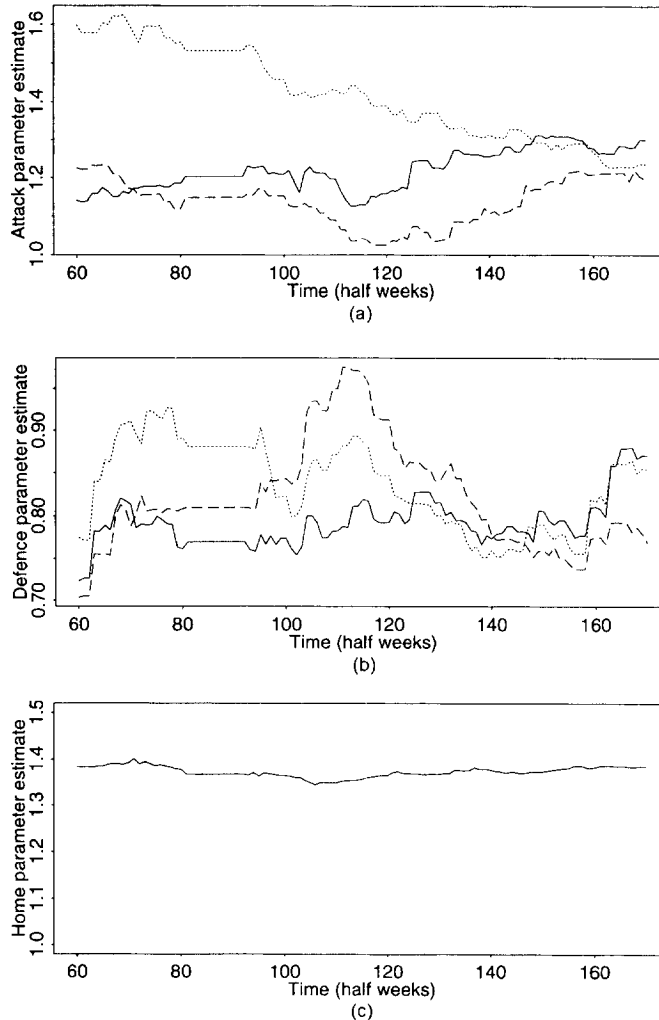 Attack parameter estimate
1.6
1.4
1.2
1.0
60 80 100 120 140 160
Time (half weeks)
(a)
Defence parameter estimate
0.90
0.80
0.70
60 80 100 120 140 160
Time (half weeks)
(b)
Home parameter estimate
1.5
1.4
1.3
1.2
1.1
1.0
60 80 100 120 140 160
Time (half weeks)
(c)